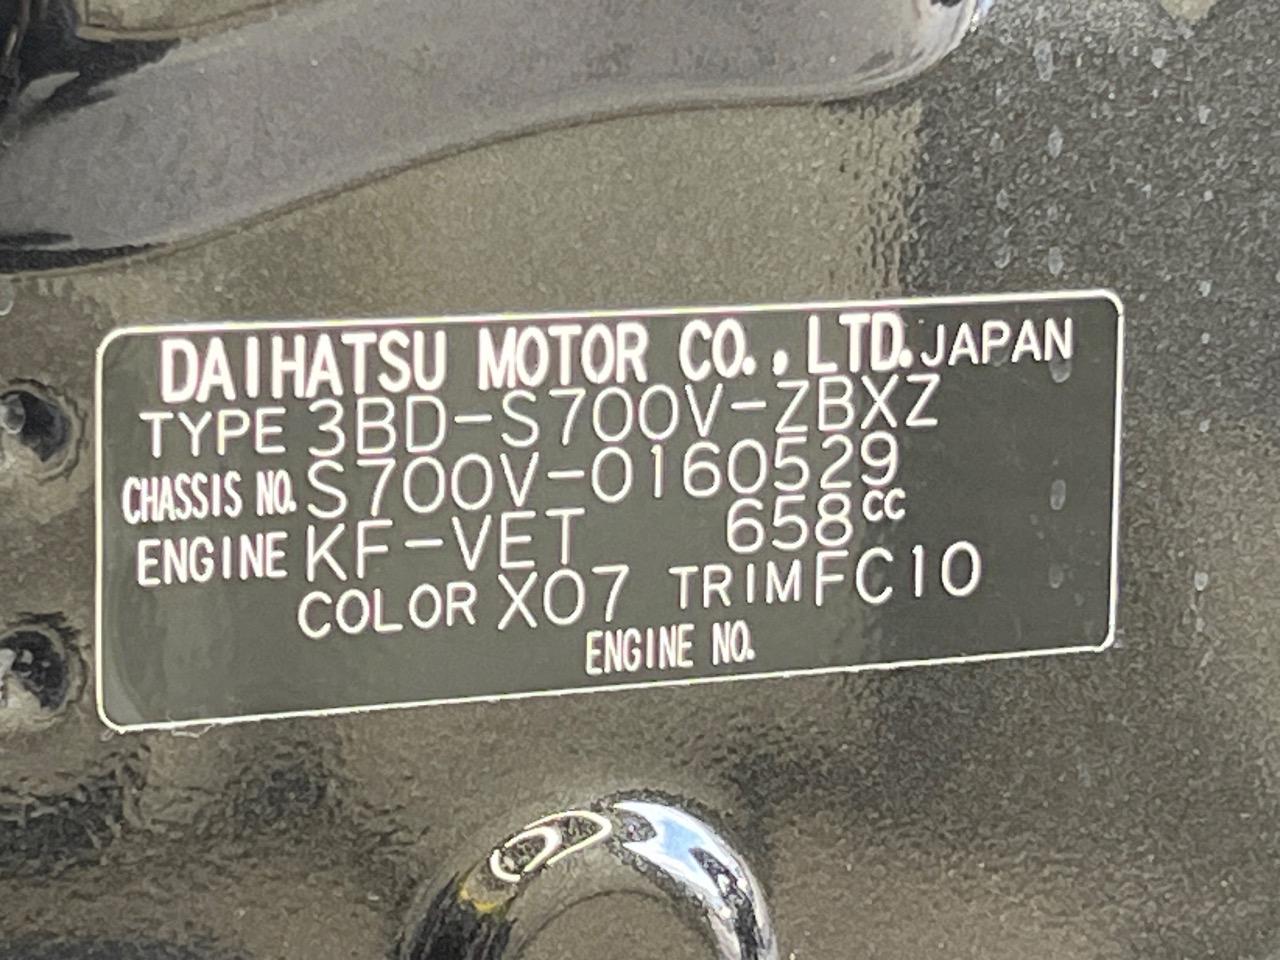 DAIHATSU MOTOR CO., LTD. JAPAN
TYPE 3BD-S700V-ZBXZ
CHASSIS NO. S700V-0160529
ENGINE KF-VET 658cc
COLOR X07 TRIM FC10
ENGINE NO.